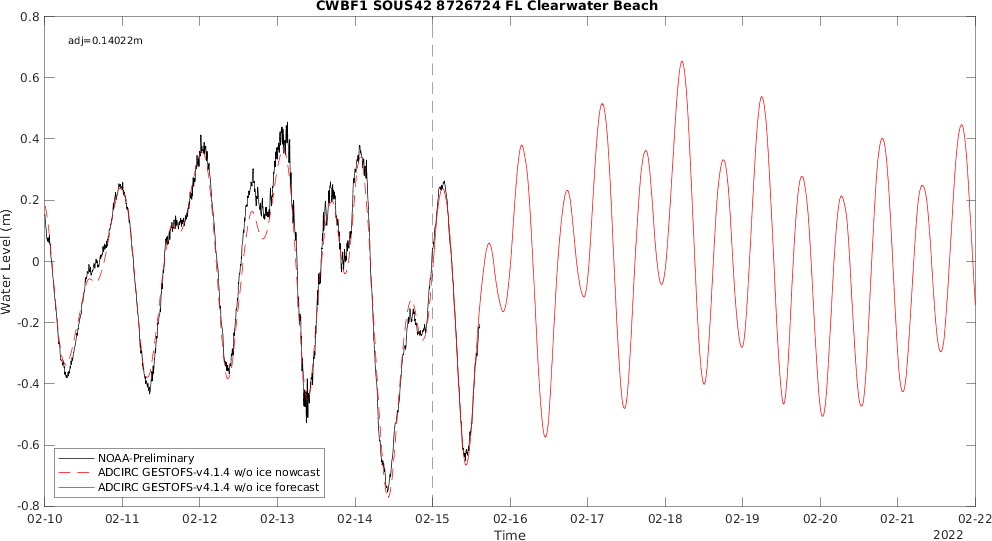 CWBF1 SOUS42 8726724 FL Clearwater Beach
adj=0.14022m
0.8
0.6
0.4
0.2
0
-0.2
-0.4
-0.6
-0.8
Water Level (m)
NOAA-Preliminary
ADCIRC GESTOFS-v4.1.4 w/o ice nowcast
ADCIRC GESTOFS-v4.1.4 w/o ice forecast
02-10 02-11 02-12 02-13 02-14 02-15 02-16 02-17 02-18 02-19 02-20 02-21 02-22
Time
2022